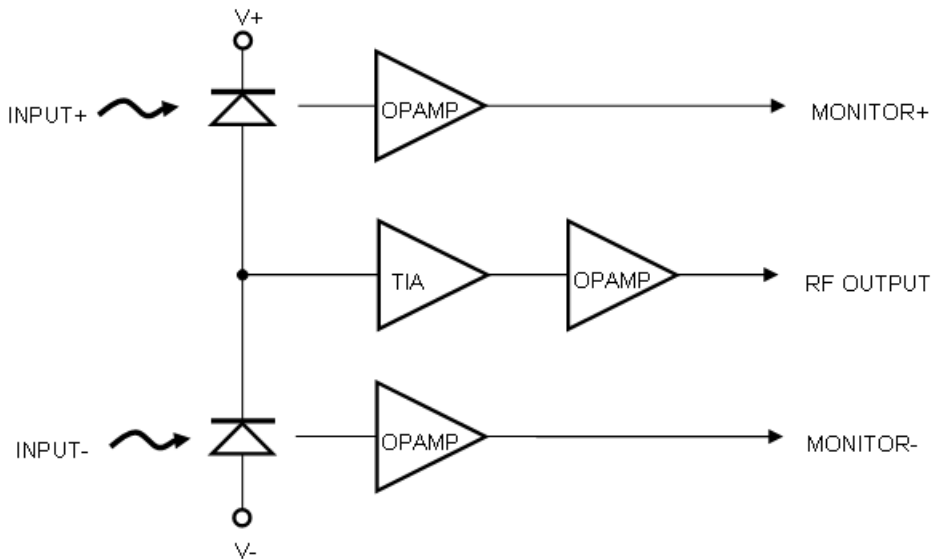 V+
INPUT+
OPAMP
MONITOR+
TIA
OPAMP
RF OUTPUT
INPUT-
OPAMP
MONITOR-
V-